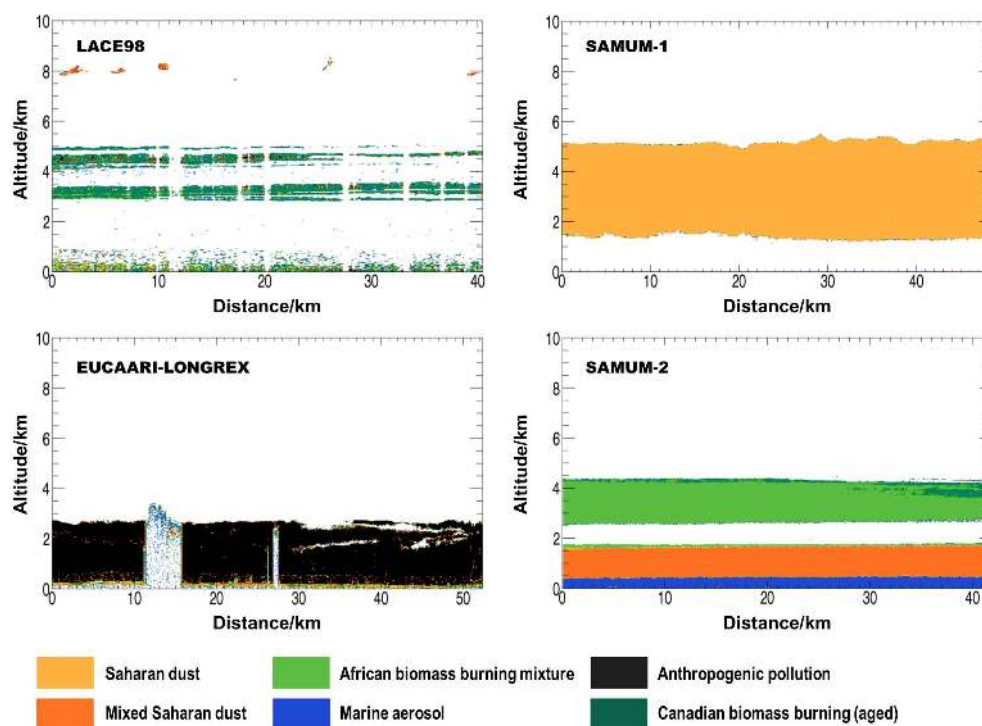 LACE98
10
8
6
4
2
0
Altitude/km
0 10 20 30 40
Distance/km
SAMUM-1
10
8
6
4
2
0
Altitude/km
0 10 20 30 40
Distance/km
EUCAARI-LONGREX
10
8
6
4
2
0
Altitude/km
0 10 20 30 40 50
Distance/km
SAMUM-2
10
8
6
4
2
0
Altitude/km
0 10 20 30 40
Distance/km
Saharan dust
African biomass burning mixture
Anthropogenic pollution
Mixed Saharan dust
Marine aerosol
Canadian biomass burning (aged)